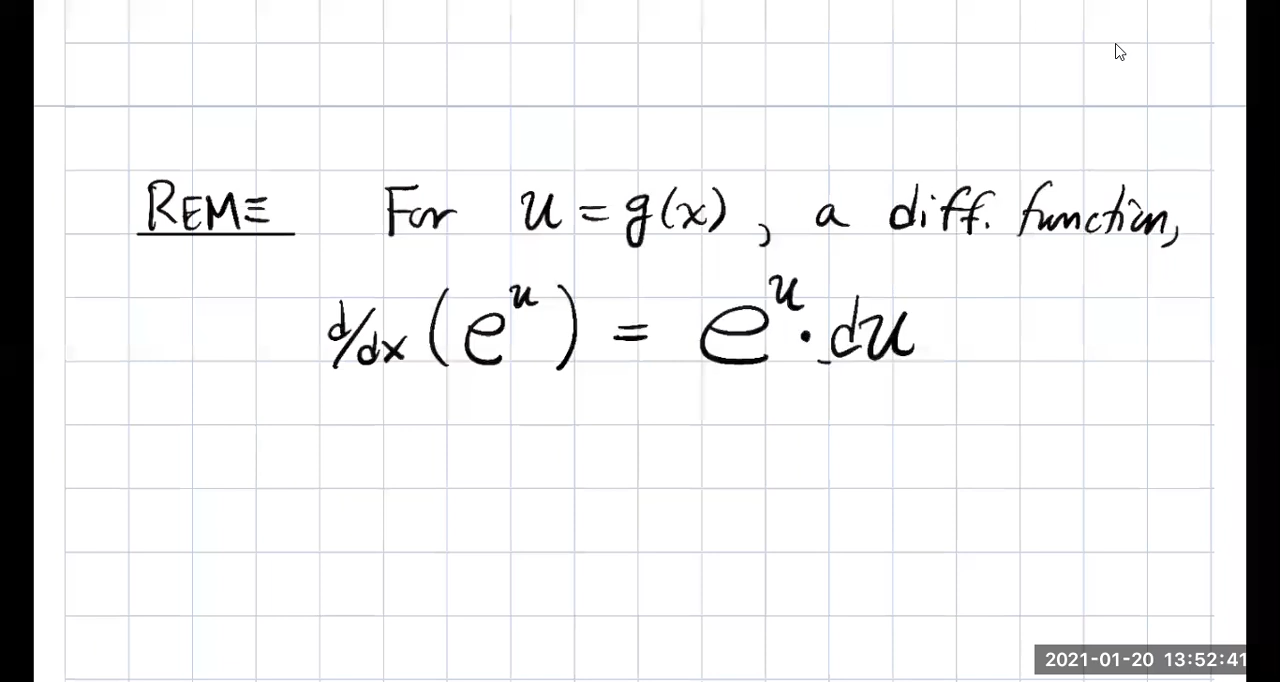 REME For u = g(x), a diff. function,
d/dx (e^u) = e^u · du
2021-01-20 13:52:41